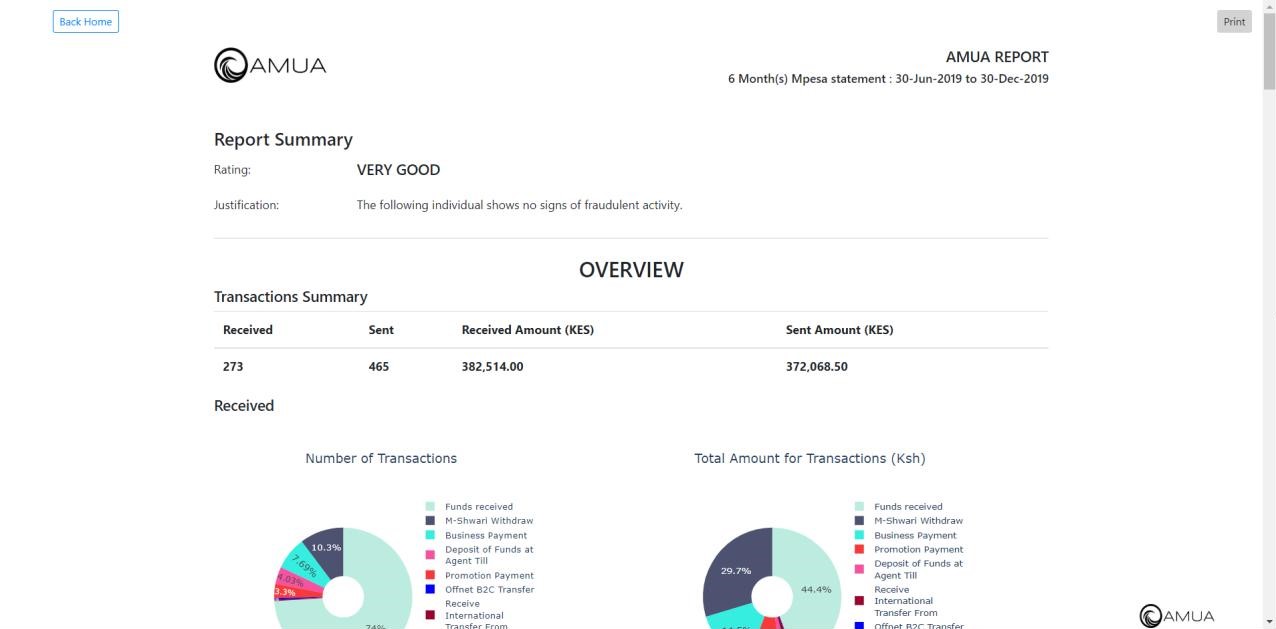 Back Home
Print
AMUA
AMUA REPORT
6 Month(s) Mpesa statement : 30-Jun-2019 to 30-Dec-2019
Report Summary
Rating: VERY GOOD
Justification: The following individual shows no signs of fraudulent activity.
OVERVIEW
Transactions Summary
Received Sent Received Amount (KES) Sent Amount (KES)
273 465 382,514.00 372,068.50
Received
Number of Transactions
Funds received
M-Shwari Withdraw
Business Payment
Deposit of Funds at
Agent Till
Promotion Payment
Offnet B2C Transfer
Receive
International
Transfer From
10.3%
7.69%
4.03%
3.3%
74%
Total Amount for Transactions (Ksh)
Funds received
M-Shwari Withdraw
Business Payment
Promotion Payment
Deposit of Funds at
Agent Till
Receive
International
Transfer From
Offnet B2C Transfer
29.7%
44.4%
AMUA